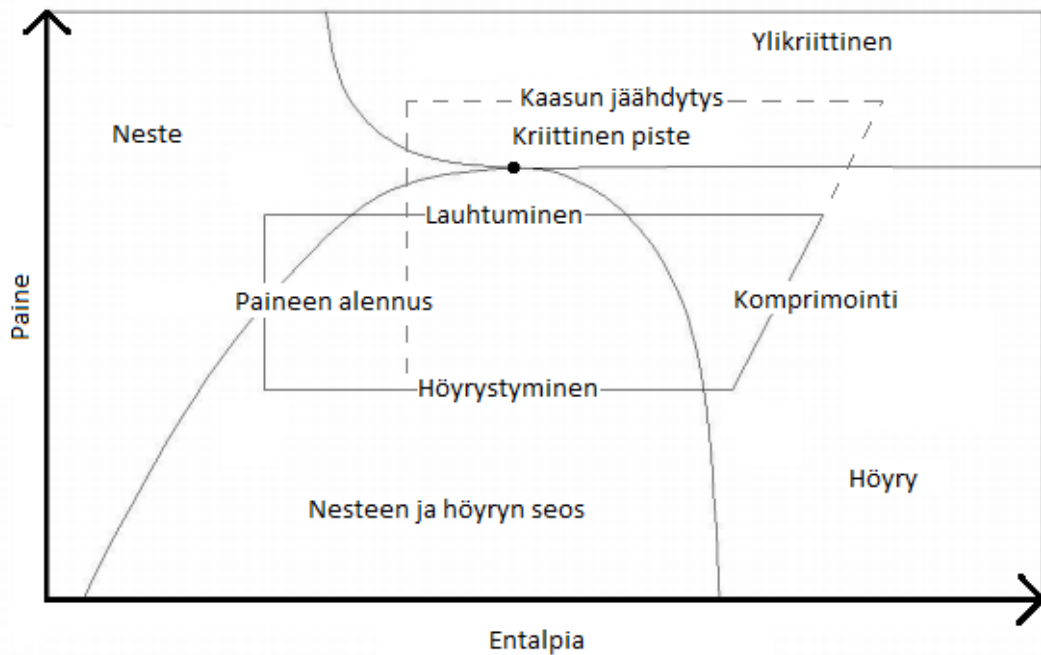 Ylikriittinen
Kaasun jäähdytys
Neste
Kriittinen piste
Lauhtuminen
Paine
Paineen alennus
Komprimointi
Höyrystyminen
Höyry
Nesteen ja höyryn seos
Entalpia